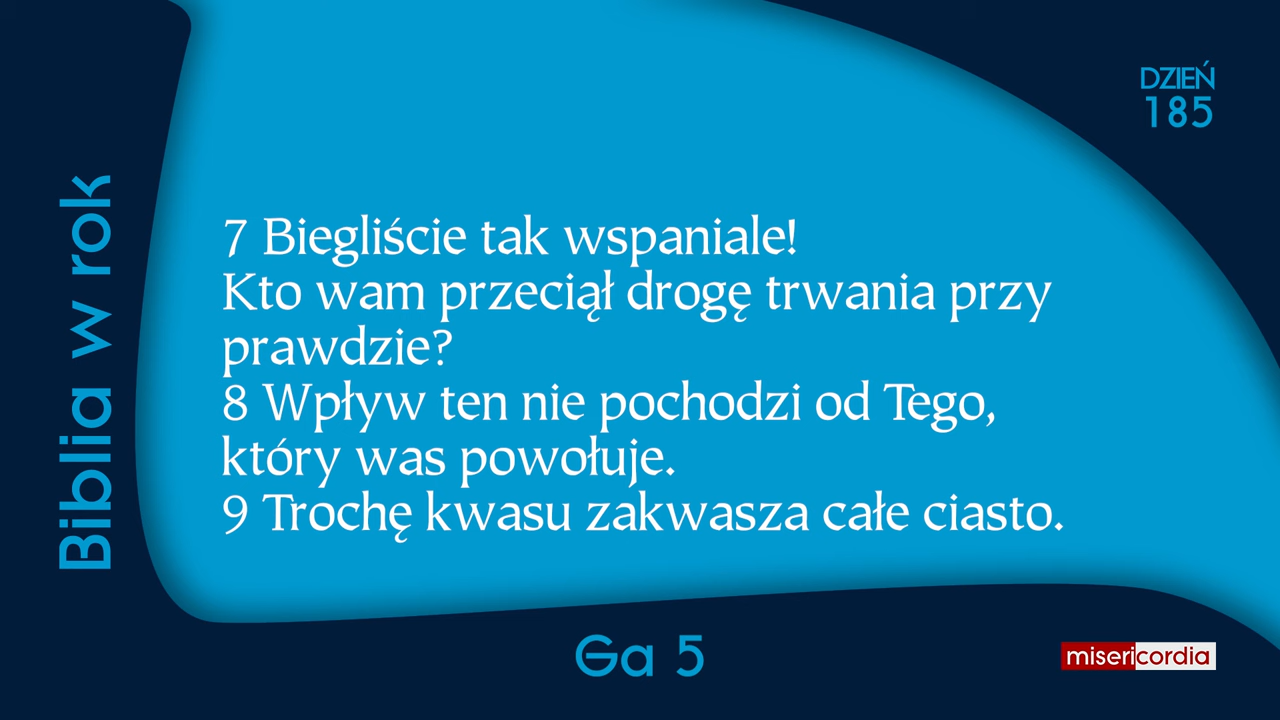 DZIEŃ
185
Biblia w rok
7 Biegliście tak wspaniale!
Kto wam przeciął drogę trwania przy
prawdzie?
8 Wpływ ten nie pochodzi od Tego,
który was powołuje.
9 Trochę kwasu zakwasza całe ciasto.
Ga 5
misericordia